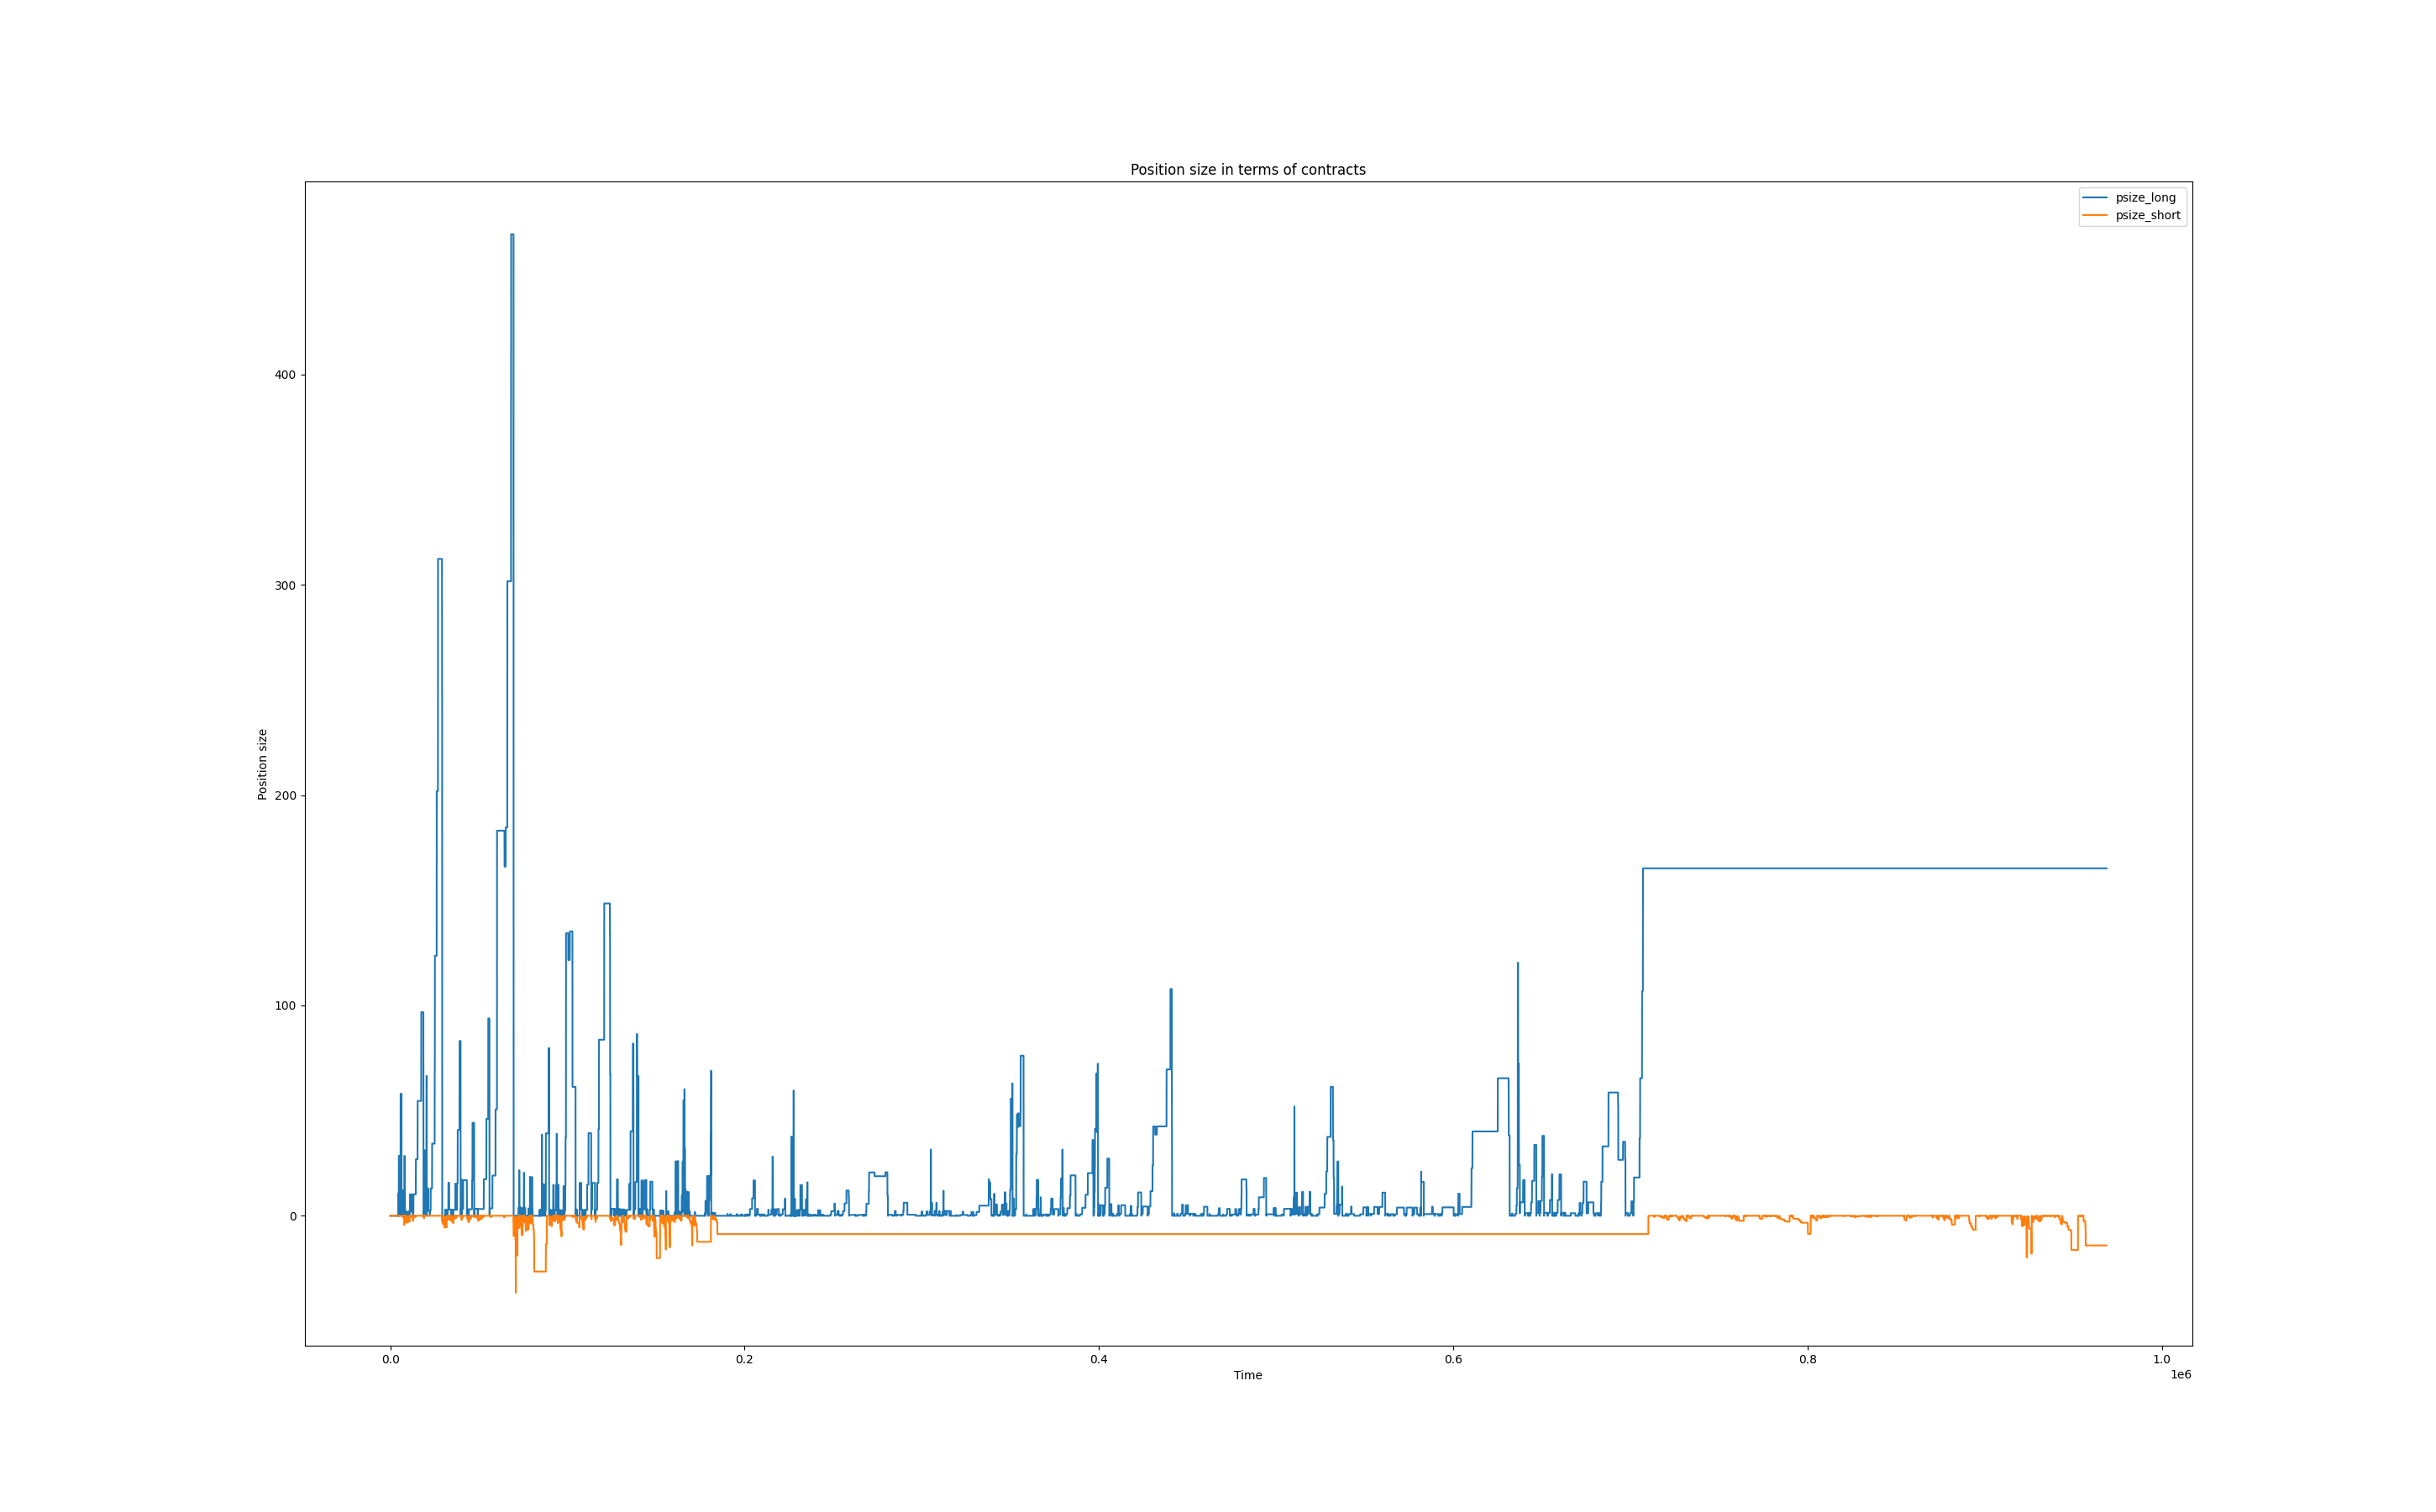 Position size in terms of contracts
psize_long
psize_short
Position size
400
300
200
100
0
0.0
0.2
0.4
0.6
0.8
1.0
1e6
Time